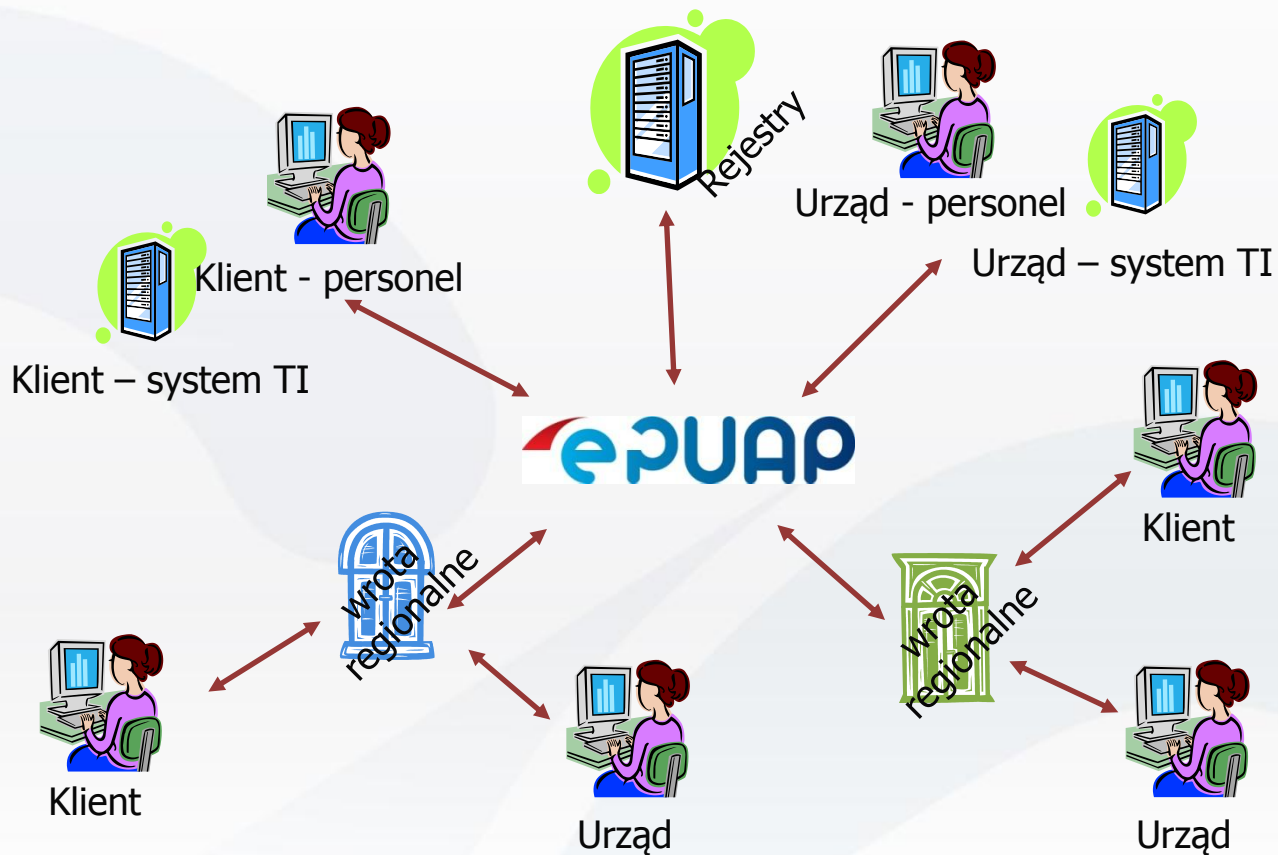 Rejestry
Urząd - personel
Klient - personel
Urząd – system TI
Klient – system TI
ePUAP
Klient
wrota
regionalne
wrota
regionalne
Klient
Urząd
Urząd